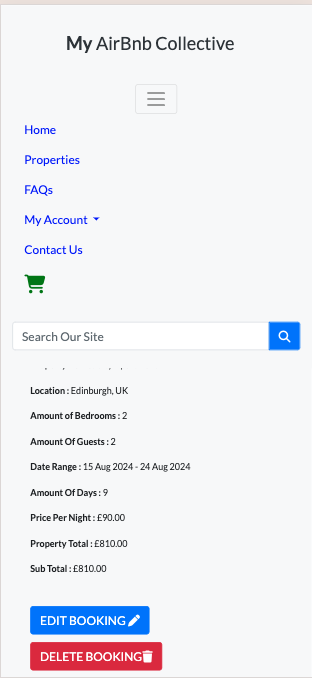 My AirBnb Collective
Home
Properties
FAQs
My Account
Contact Us
Search Our Site
Location : Edinburgh, UK
Amount of Bedrooms : 2
Amount Of Guests : 2
Date Range : 15 Aug 2024 - 24 Aug 2024
Amount Of Days : 9
Price Per Night : £90.00
Property Total : £810.00
Sub Total : £810.00
EDIT BOOKING
DELETE BOOKING